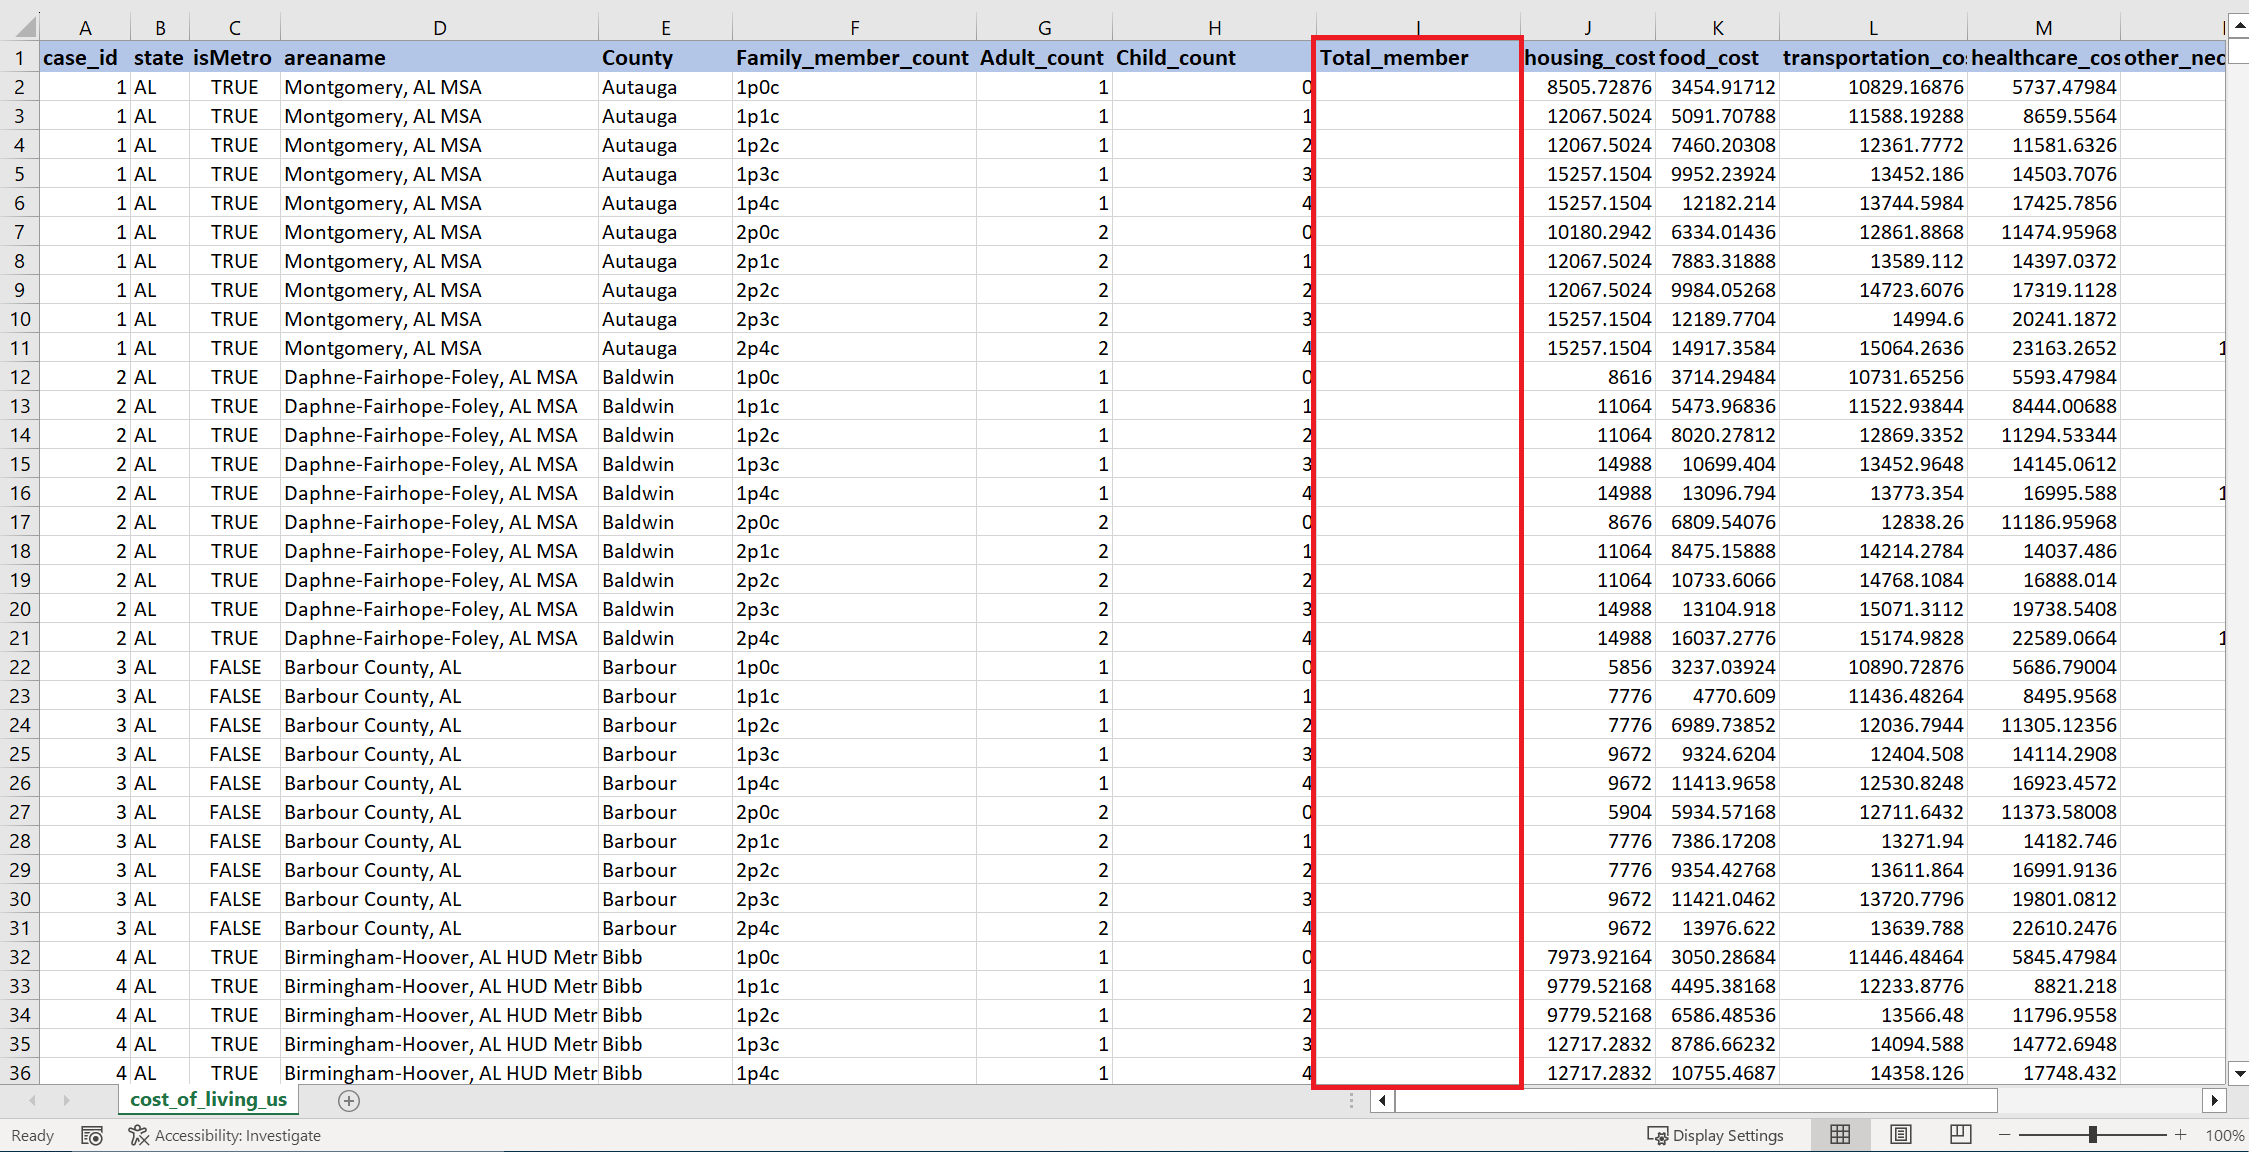 A B C D E F G H I J K L M
1 case_id state isMetro areaname County Family_member_count Adult_count Child_count Total_member housing_cost food_cost transportation_co healthcare_cos other_nec
2 1 AL TRUE Montgomery, AL MSA Autauga 1p0c 1 0 8505.72876 3454.91712 10829.16876 5737.47984
3 1 AL TRUE Montgomery, AL MSA Autauga 1p1c 1 1 12067.5024 5091.70788 11588.19288 8659.5564
4 1 AL TRUE Montgomery, AL MSA Autauga 1p2c 1 2 12067.5024 7460.20308 12361.7772 11581.6326
5 1 AL TRUE Montgomery, AL MSA Autauga 1p3c 1 3 15257.1504 9952.23924 13452.186 14503.7076
6 1 AL TRUE Montgomery, AL MSA Autauga 1p4c 1 4 15257.1504 12182.214 13744.5984 17425.7856
7 1 AL TRUE Montgomery, AL MSA Autauga 2p0c 2 0 10180.2942 6334.01436 12861.8868 11474.95968
8 1 AL TRUE Montgomery, AL MSA Autauga 2p1c 2 1 12067.5024 7883.31888 13589.112 14397.0372
9 1 AL TRUE Montgomery, AL MSA Autauga 2p2c 2 2 12067.5024 9984.05268 14723.6076 17319.1128
10 1 AL TRUE Montgomery, AL MSA Autauga 2p3c 2 3 15257.1504 12189.7704 14994.6 20241.1872
11 1 AL TRUE Montgomery, AL MSA Autauga 2p4c 2 4 15257.1504 14917.3584 15064.2636 23163.2652 1
12 2 AL TRUE Daphne-Fairhope-Foley, AL MSA Baldwin 1p0c 1 0 8616 3714.29484 10731.65256 5593.47984
13 2 AL TRUE Daphne-Fairhope-Foley, AL MSA Baldwin 1p1c 1 1 11064 5473.96836 11522.93844 8444.00688
14 2 AL TRUE Daphne-Fairhope-Foley, AL MSA Baldwin 1p2c 1 2 11064 8020.27812 12869.3352 11294.53344
15 2 AL TRUE Daphne-Fairhope-Foley, AL MSA Baldwin 1p3c 1 3 14988 10699.404 13452.9648 14145.0612
16 2 AL TRUE Daphne-Fairhope-Foley, AL MSA Baldwin 1p4c 1 4 14988 13096.794 13773.354 16995.588 1
17 2 AL TRUE Daphne-Fairhope-Foley, AL MSA Baldwin 2p0c 2 0 8676 6809.54076 12838.26 11186.95968
18 2 AL TRUE Daphne-Fairhope-Foley, AL MSA Baldwin 2p1c 2 1 11064 8475.15888 14214.2784 14037.486
19 2 AL TRUE Daphne-Fairhope-Foley, AL MSA Baldwin 2p2c 2 2 11064 10733.6066 14768.1084 16888.014
20 2 AL TRUE Daphne-Fairhope-Foley, AL MSA Baldwin 2p3c 2 3 14988 13104.918 15071.3112 19738.5408
21 2 AL TRUE Daphne-Fairhope-Foley, AL MSA Baldwin 2p4c 2 4 14988 16037.2776 15174.9828 22589.0664 1
22 3 AL FALSE Barbour County, AL Barbour 1p0c 1 0 5856 3237.03924 10890.72876 5686.79004
23 3 AL FALSE Barbour County, AL Barbour 1p1c 1 1 7776 4770.609 11436.48264 8495.9568
24 3 AL FALSE Barbour County, AL Barbour 1p2c 1 2 7776 6989.73852 12036.7944 11305.12356
25 3 AL FALSE Barbour County, AL Barbour 1p3c 1 3 9672 9324.6204 12404.508 14114.2908
26 3 AL FALSE Barbour County, AL Barbour 1p4c 1 4 9672 11413.9658 12530.8248 16923.4572
27 3 AL FALSE Barbour County, AL Barbour 2p0c 2 0 5904 5934.57168 12711.6432 11373.58008
28 3 AL FALSE Barbour County, AL Barbour 2p1c 2 1 7776 7386.17208 13271.94 14182.746
29 3 AL FALSE Barbour County, AL Barbour 2p2c 2 2 7776 9354.42768 13611.864 16991.9136
30 3 AL FALSE Barbour County, AL Barbour 2p3c 2 3 9672 11421.0462 13720.7796 19801.0812
31 3 AL FALSE Barbour County, AL Barbour 2p4c 2 4 9672 13976.622 13639.788 22610.2476
32 4 AL TRUE Birmingham-Hoover, AL HUD Metr Bibb 1p0c 1 0 7973.92164 3050.28684 11446.48464 5845.47984
33 4 AL TRUE Birmingham-Hoover, AL HUD Metr Bibb 1p1c 1 1 9779.52168 4495.38168 12233.8776 8821.218
34 4 AL TRUE Birmingham-Hoover, AL HUD Metr Bibb 1p2c 1 2 9779.52168 6586.48536 13566.48 11796.9558
35 4 AL TRUE Birmingham-Hoover, AL HUD Metr Bibb 1p3c 1 3 12717.2832 8786.66232 14094.588 14772.6948
36 4 AL TRUE Birmingham-Hoover, AL HUD Metr Bibb 1p4c 1 4 12717.2832 10755.4687 14358.126 17748.432
cost_of_living_us
Ready Accessibility: Investigate Display Settings 100%